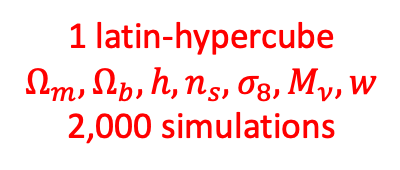 1 latin-hypercube
Ωm, Ωb, h, ns, σ8, Mν, w
2,000 simulations